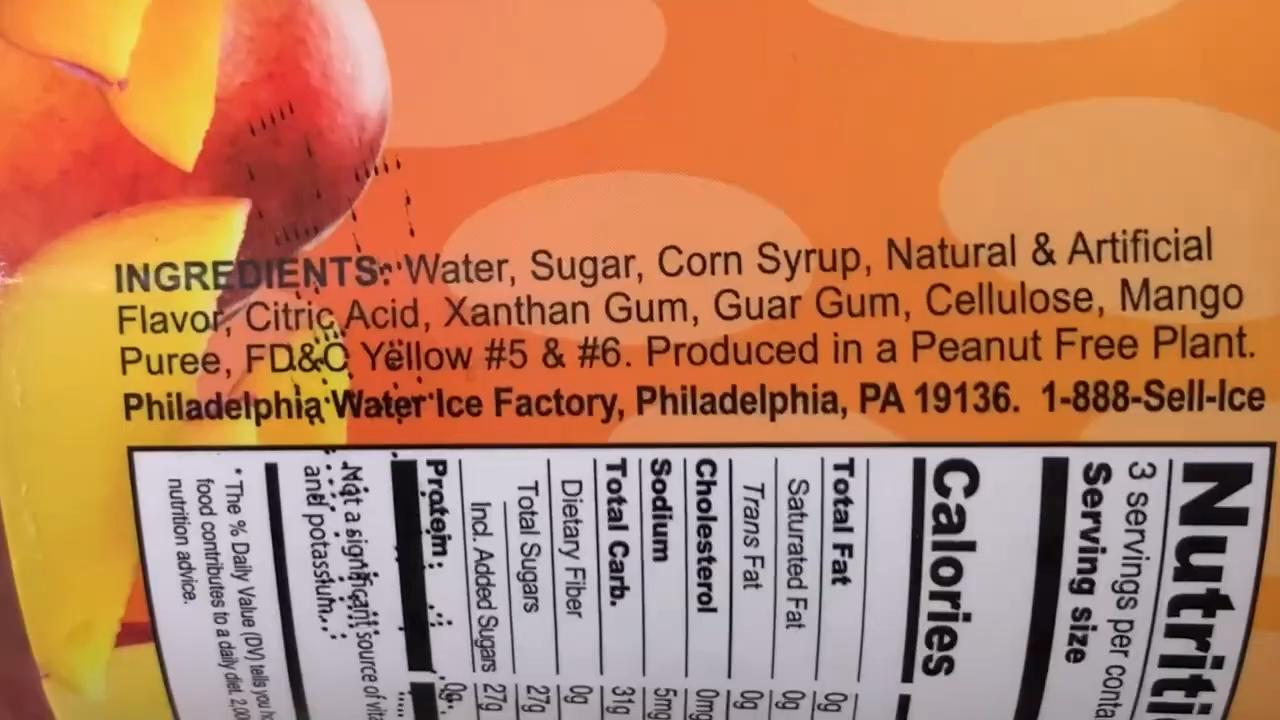 INGREDIENTS: Water, Sugar, Corn Syrup, Natural & Artificial
Flavor, Citric Acid, Xanthan Gum, Guar Gum, Cellulose, Mango
Puree, FD&C Yellow #5 & #6. Produced in a Peanut Free Plant.
Philadelphia Water Ice Factory, Philadelphia, PA 19136. 1-888-Sell-Ice
Nutriti
3 servings per conta
Serving size
Calories
Total Fat 0g
Saturated Fat 0g
Trans Fat 0g
Cholesterol 0mg
Sodium 5mg
Total Carb. 31g
Dietary Fiber 0g
Total Sugars 27g
Incl. Added Sugars 27g
Protein 0g
Not a significant source of vita
and potassium.
* The % Daily Value (DV) tells you h
food contributes to a daily diet. 2,00
nutrition advice.